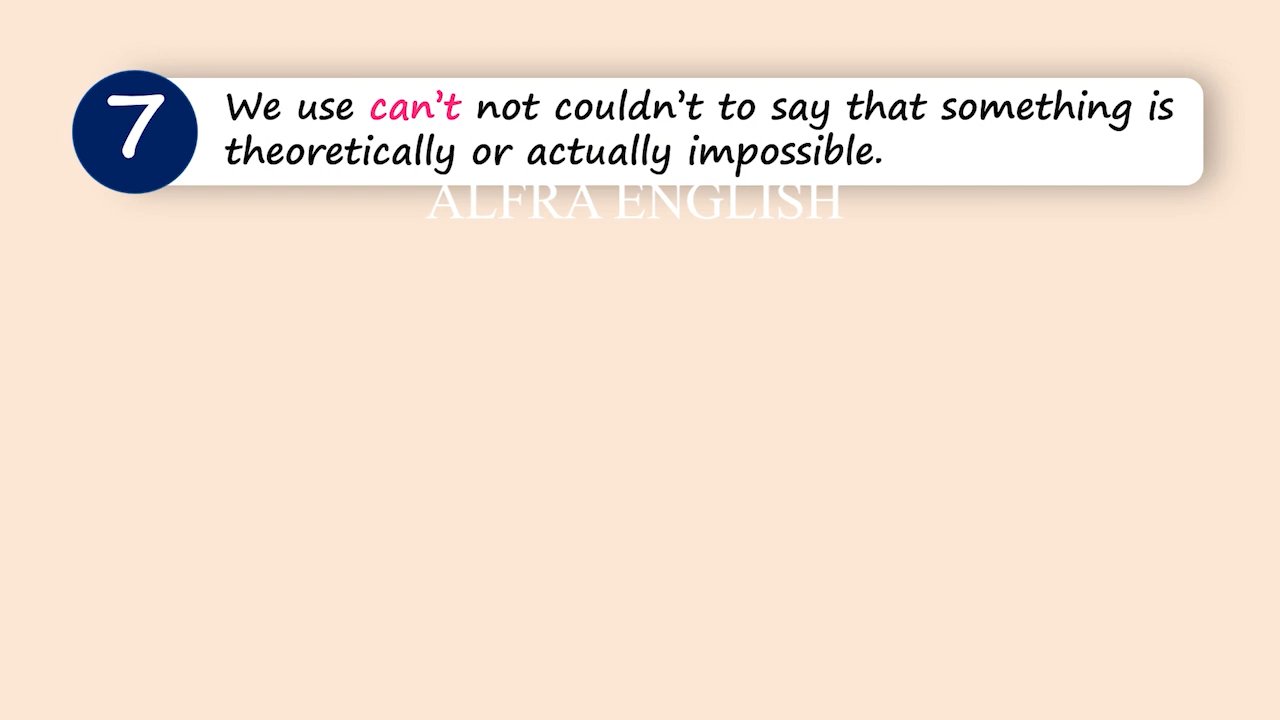 7
We use can't not couldn't to say that something is
theoretically or actually impossible.
ALFRA ENGLISH